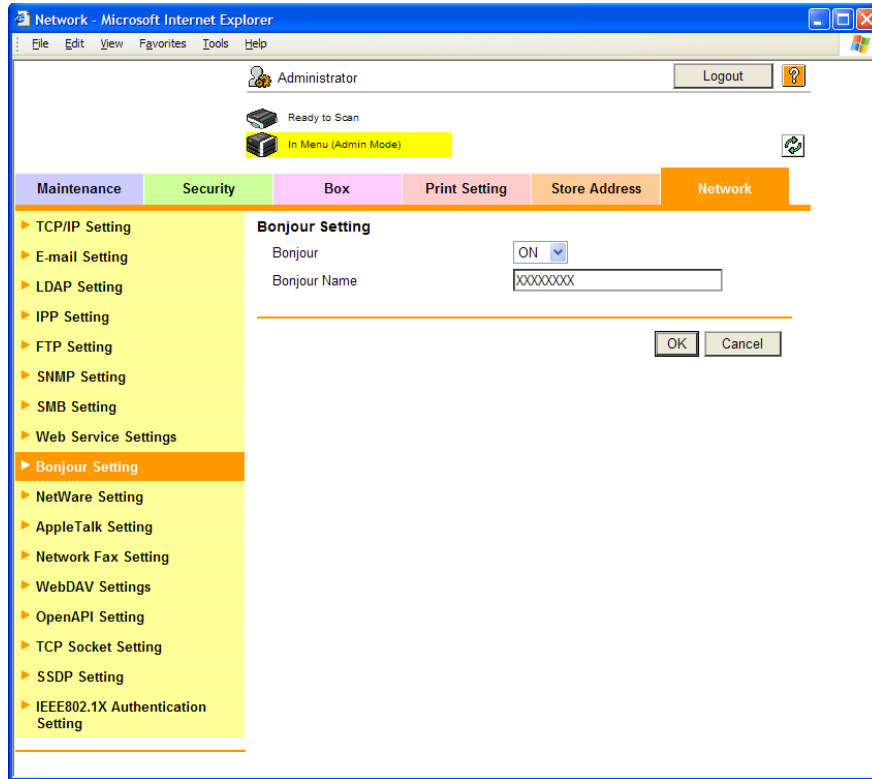 Network - Microsoft Internet Explorer
File Edit View Favorites Tools Help
Administrator
Logout
?
Ready to Scan
In Menu (Admin Mode)
Maintenance Security Box Print Setting Store Address Network
TCP/IP Setting
E-mail Setting
LDAP Setting
IPP Setting
FTP Setting
SNMP Setting
SMB Setting
Web Service Settings
Bonjour Setting
NetWare Setting
AppleTalk Setting
Network Fax Setting
WebDAV Settings
OpenAPI Setting
TCP Socket Setting
SSDP Setting
IEEE802.1X Authentication
Setting
Bonjour Setting
Bonjour ON
Bonjour Name XXXXXXXX
OK Cancel